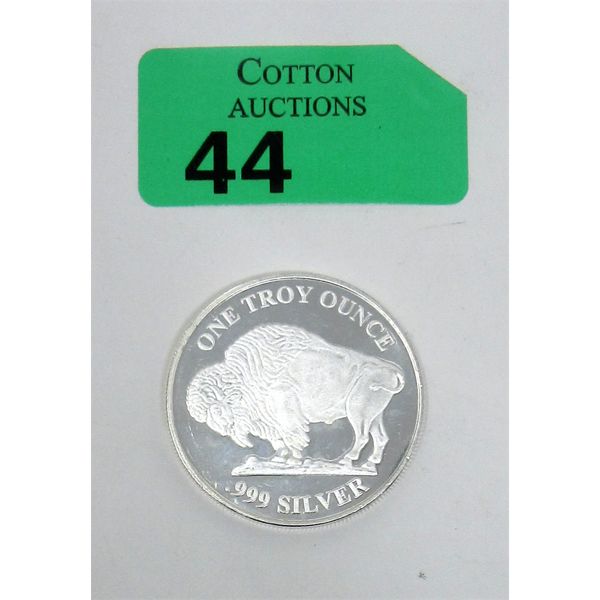 COTTON
AUCTIONS
44
ONE TROY OUNCE
.999 SILVER